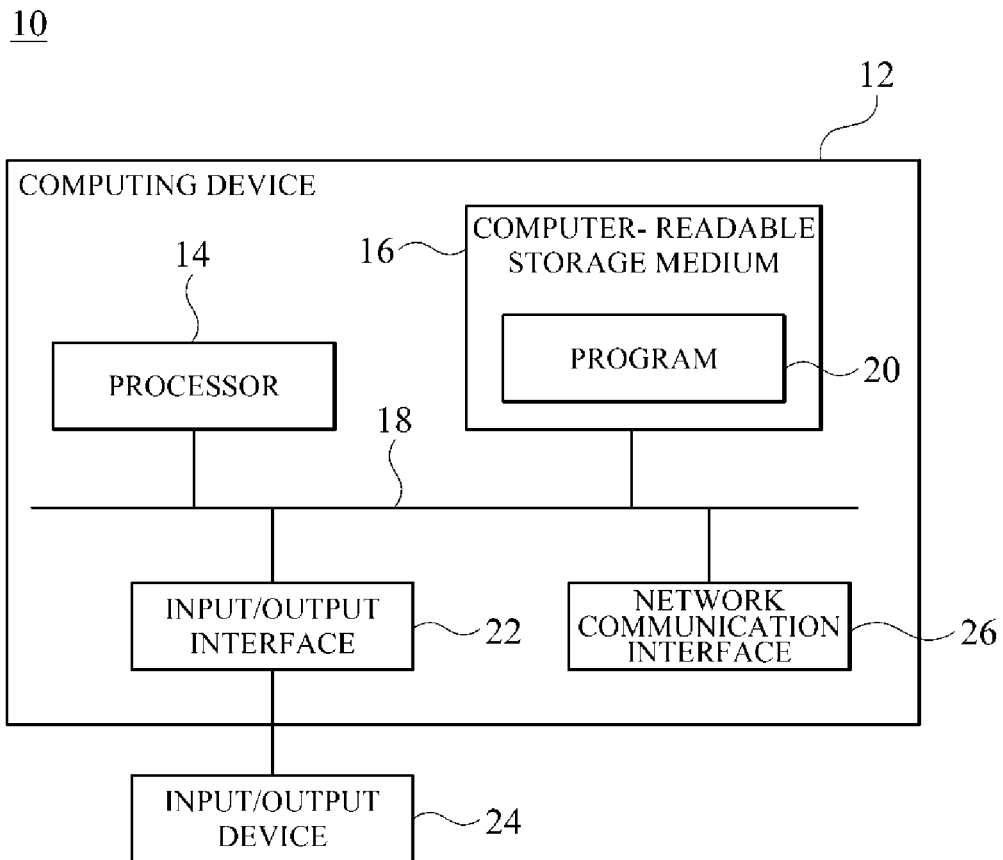 10
12
COMPUTING DEVICE
14
PROCESSOR
16
COMPUTER- READABLE
STORAGE MEDIUM
PROGRAM
20
18
INPUT/OUTPUT
INTERFACE
22
NETWORK
COMMUNICATION
INTERFACE
26
INPUT/OUTPUT
DEVICE
24